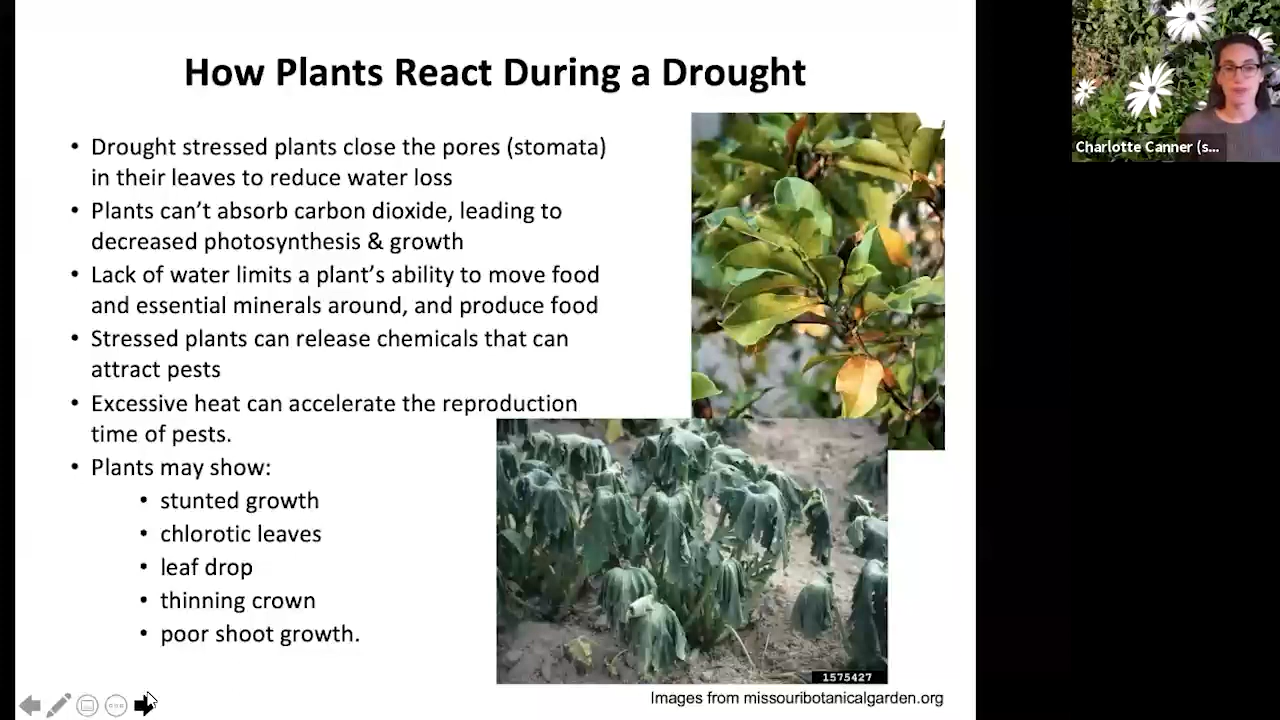 How Plants React During a Drought
• Drought stressed plants close the pores (stomata)
in their leaves to reduce water loss
• Plants can't absorb carbon dioxide, leading to
decreased photosynthesis & growth
• Lack of water limits a plant's ability to move food
and essential minerals around, and produce food
• Stressed plants can release chemicals that can
attract pests
• Excessive heat can accelerate the reproduction
time of pests.
• Plants may show:
• stunted growth
• chlorotic leaves
• leaf drop
• thinning crown
• poor shoot growth.
1575427
Images from missouribotanicalgarden.org
Charlotte Canner (s...